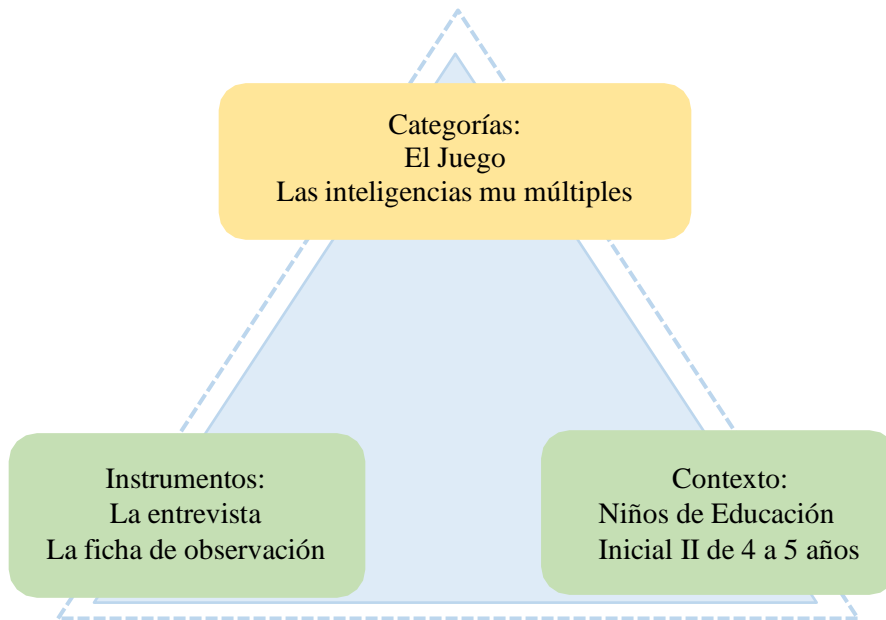 Categorías:
El Juego
Las inteligencias mu múltiples
Instrumentos:
La entrevista
La ficha de observación
Contexto:
Niños de Educación
Inicial II de 4 a 5 años